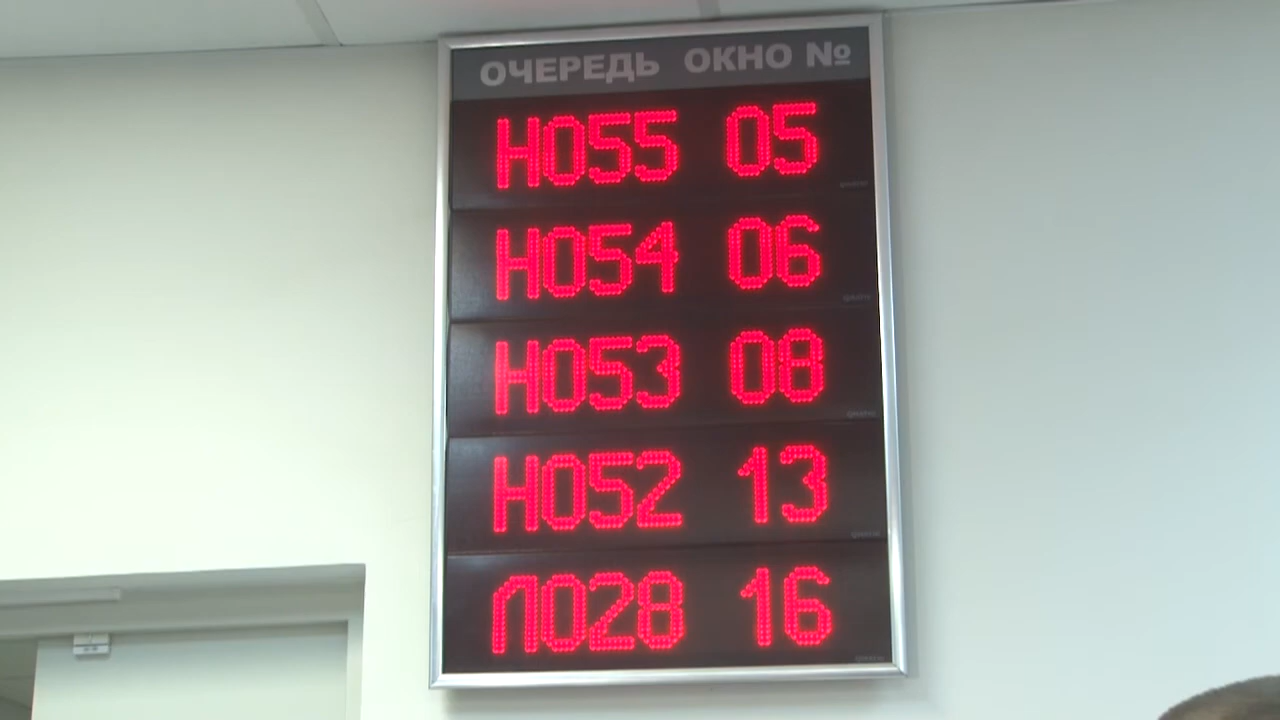 ОЧЕРЕДЬ ОКНО №
Н055 05
Н054 06
Н053 08
Н052 13
Л028 16